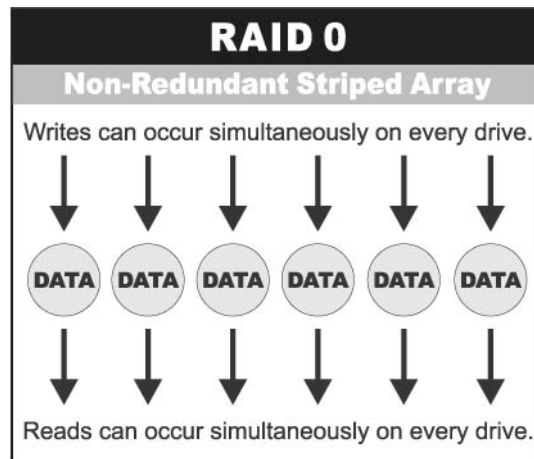 RAID 0
Non-Redundant Striped Array
Writes can occur simultaneously on every drive.
DATA DATA DATA DATA DATA DATA
Reads can occur simultaneously on every drive.